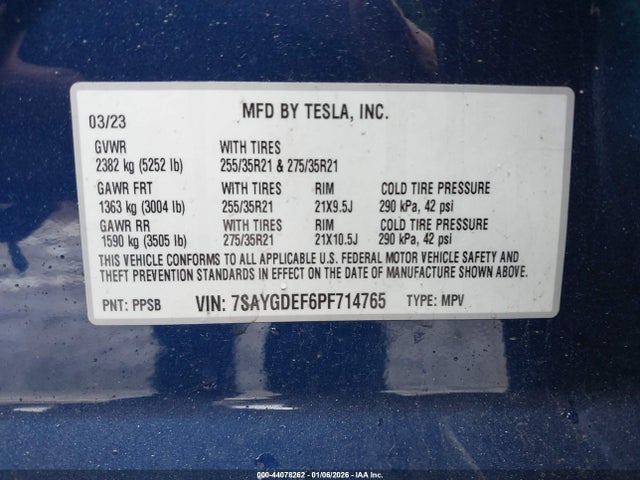 03/23 MFD BY TESLA, INC.
GVWR WITH TIRES
2382 kg (5252 lb) 255/35R21 & 275/35R21
GAWR FRT WITH TIRES RIM COLD TIRE PRESSURE
1363 kg (3004 lb) 255/35R21 21X9.5J 290 kPa, 42 psi
GAWR RR WITH TIRES RIM COLD TIRE PRESSURE
1590 kg (3505 lb) 275/35R21 21X10.5J 290 kPa, 42 psi
THIS VEHICLE CONFORMS TO ALL APPLICABLE U.S. FEDERAL MOTOR VEHICLE SAFETY AND
THEFT PREVENTION STANDARDS IN EFFECT ON THE DATE OF MANUFACTURE SHOWN ABOVE.
PNT: PPSB VIN: 7SAYGDEF6PF714765 TYPE: MPV
000-44078262 - 01/06/2026 - IAA Inc.